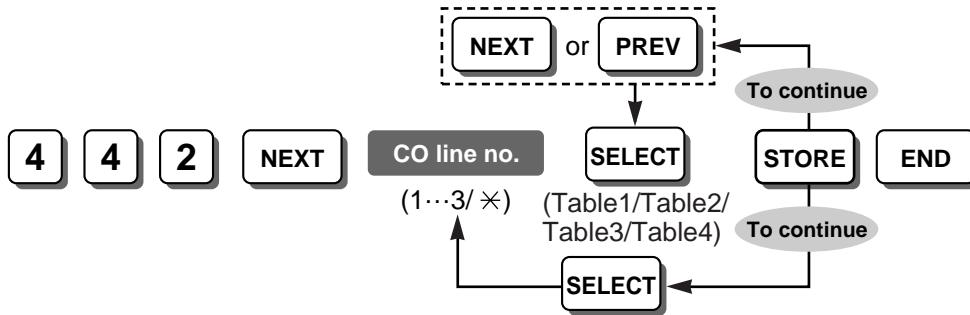 NEXT or PREV
To continue
4 4 2 NEXT CO line no. SELECT STORE END
(1···3/ ✳)
(Table1/Table2/
Table3/Table4)
To continue
SELECT